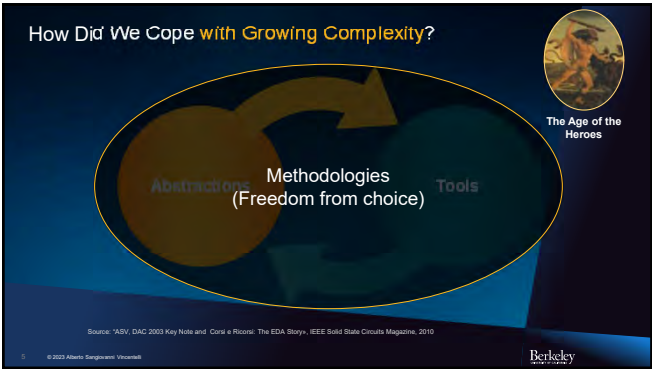 How Did We Cope with Growing Complexity?
The Age of the
Heroes
Abstractions
Tools
Methodologies
(Freedom from choice)
Source: "ASV, DAC 2003 Key Note and Corsi e Ricorsi: The EDA Story», IEEE Solid State Circuits Magazine, 2010
5
© 2023 Alberto Sangiovanni Vincentelli
Berkeley